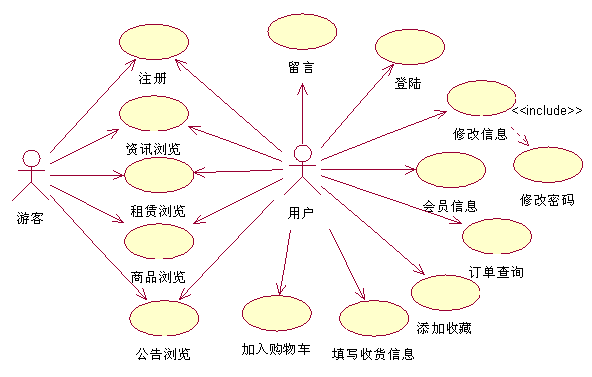 留言
注册
登陆
<<include>>
修改信息
资讯浏览
修改密码
租赁浏览
会员信息
游客
用户
商品浏览
订单查询
添加收藏
公告浏览
加入购物车
填写收货信息